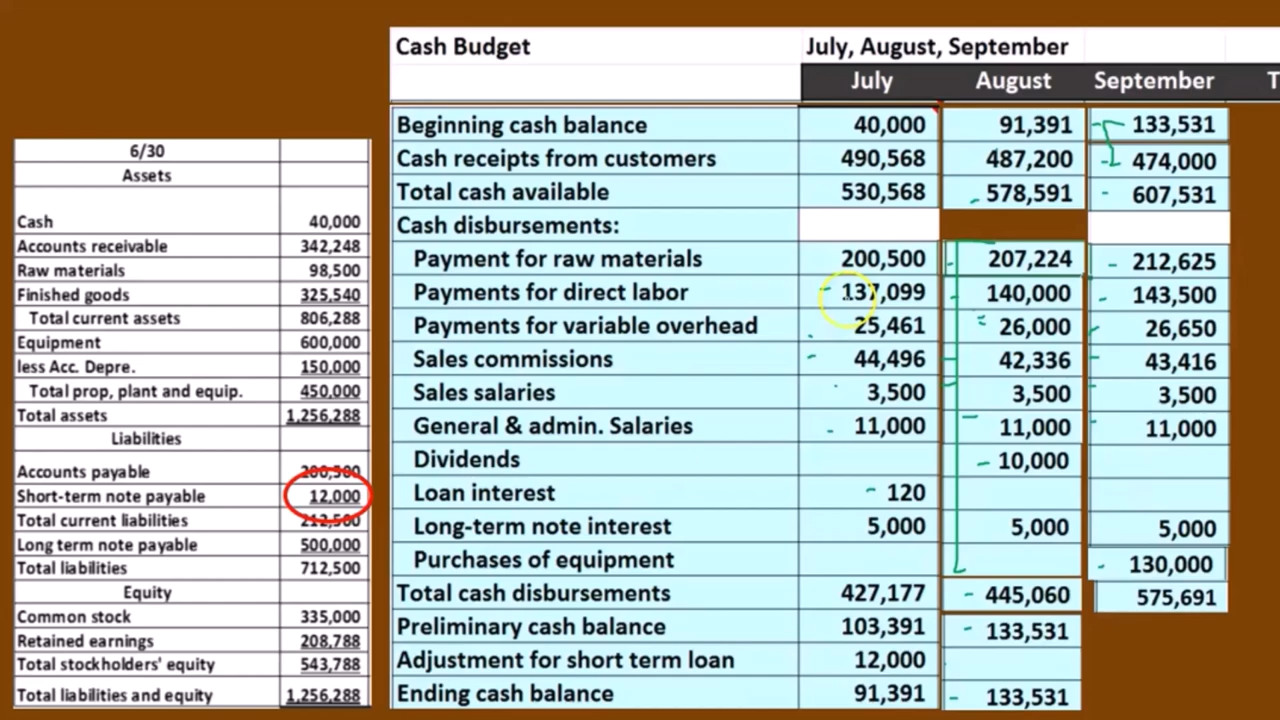 Cash Budget July, August, September
July August September T
6/30
Assets
Cash 40,000
Accounts receivable 342,248
Raw materials 98,500
Finished goods 325,540
Total current assets 806,288
Equipment 600,000
less Acc. Depre. 150,000
Total prop, plant and equip. 450,000
Total assets 1,256,288
Liabilities
Accounts payable 200,500
Short-term note payable 12,000
Total current liabilities 212,500
Long term note payable 500,000
Total liabilities 712,500
Equity
Common stock 335,000
Retained earnings 208,788
Total stockholders' equity 543,788
Total liabilities and equity 1,256,288
Beginning cash balance 40,000 91,391 133,531
Cash receipts from customers 490,568 487,200 474,000
Total cash available 530,568 578,591 607,531
Cash disbursements:
Payment for raw materials 200,500 207,224 212,625
Payments for direct labor 137,099 140,000 143,500
Payments for variable overhead 25,461 26,000 26,650
Sales commissions 44,496 42,336 43,416
Sales salaries 3,500 3,500 3,500
General & admin. Salaries 11,000 11,000 11,000
Dividends 10,000
Loan interest 120
Long-term note interest 5,000 5,000 5,000
Purchases of equipment 130,000
Total cash disbursements 427,177 445,060 575,691
Preliminary cash balance 103,391 133,531
Adjustment for short term loan 12,000
Ending cash balance 91,391 133,531